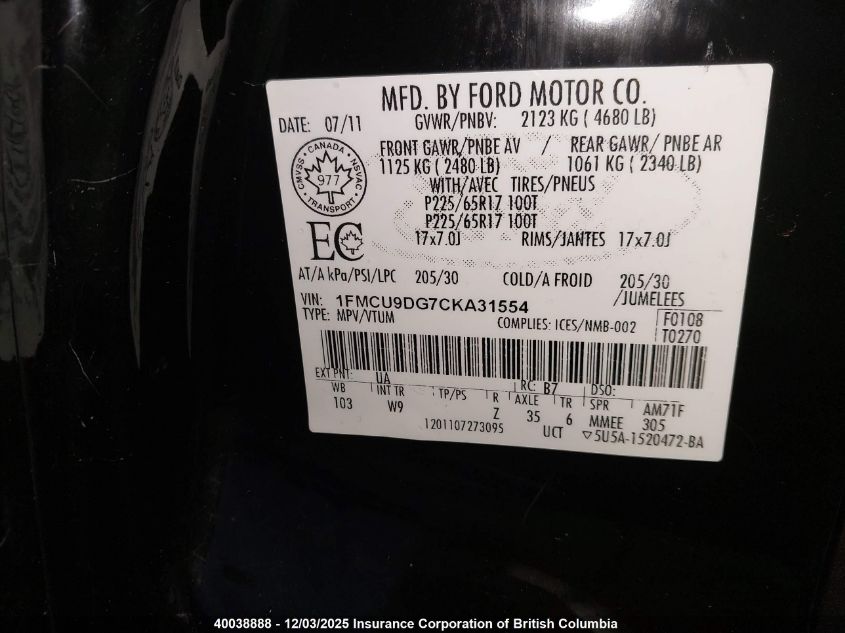 MFD. BY FORD MOTOR CO.
DATE: 07/11 GVWR/PNBV: 2123 KG ( 4680 LB)
FRONT GAWR/PNBE AV / REAR GAWR/ PNBE AR
1125 KG ( 2480 LB) 1061 KG ( 2340 LB)
WITH/AVEC TIRES/PNEUS
P225/65R17 100T
P225/65R17 100T
17x7.0J RIMS/JANTES 17x7.0J
CMVSS · CANADA · NSVAC
977
TRANSPORT
EC
AT/A kPa/PSI/LPC 205/30 COLD/A FROID 205/30
/JUMELEES
VIN: 1FMCU9DG7CKA31554
TYPE: MPV/VTUM COMPLIES: ICES/NMB-002
F0108
T0270
EXT PNT: UA RC: B7 DSO:
WB INT TR TP/PS R AXLE TR SPR AM71F
103 W9 Z 35 6 MMEE 305
1201107273095 UCT ▽5U5A-1520472-BA
40038888 - 12/03/2025 Insurance Corporation of British Columbia